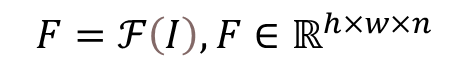 𝐹 = ℱ(𝐼), 𝐹 ∈ ℝ^{ℎ×𝑤×𝑛}